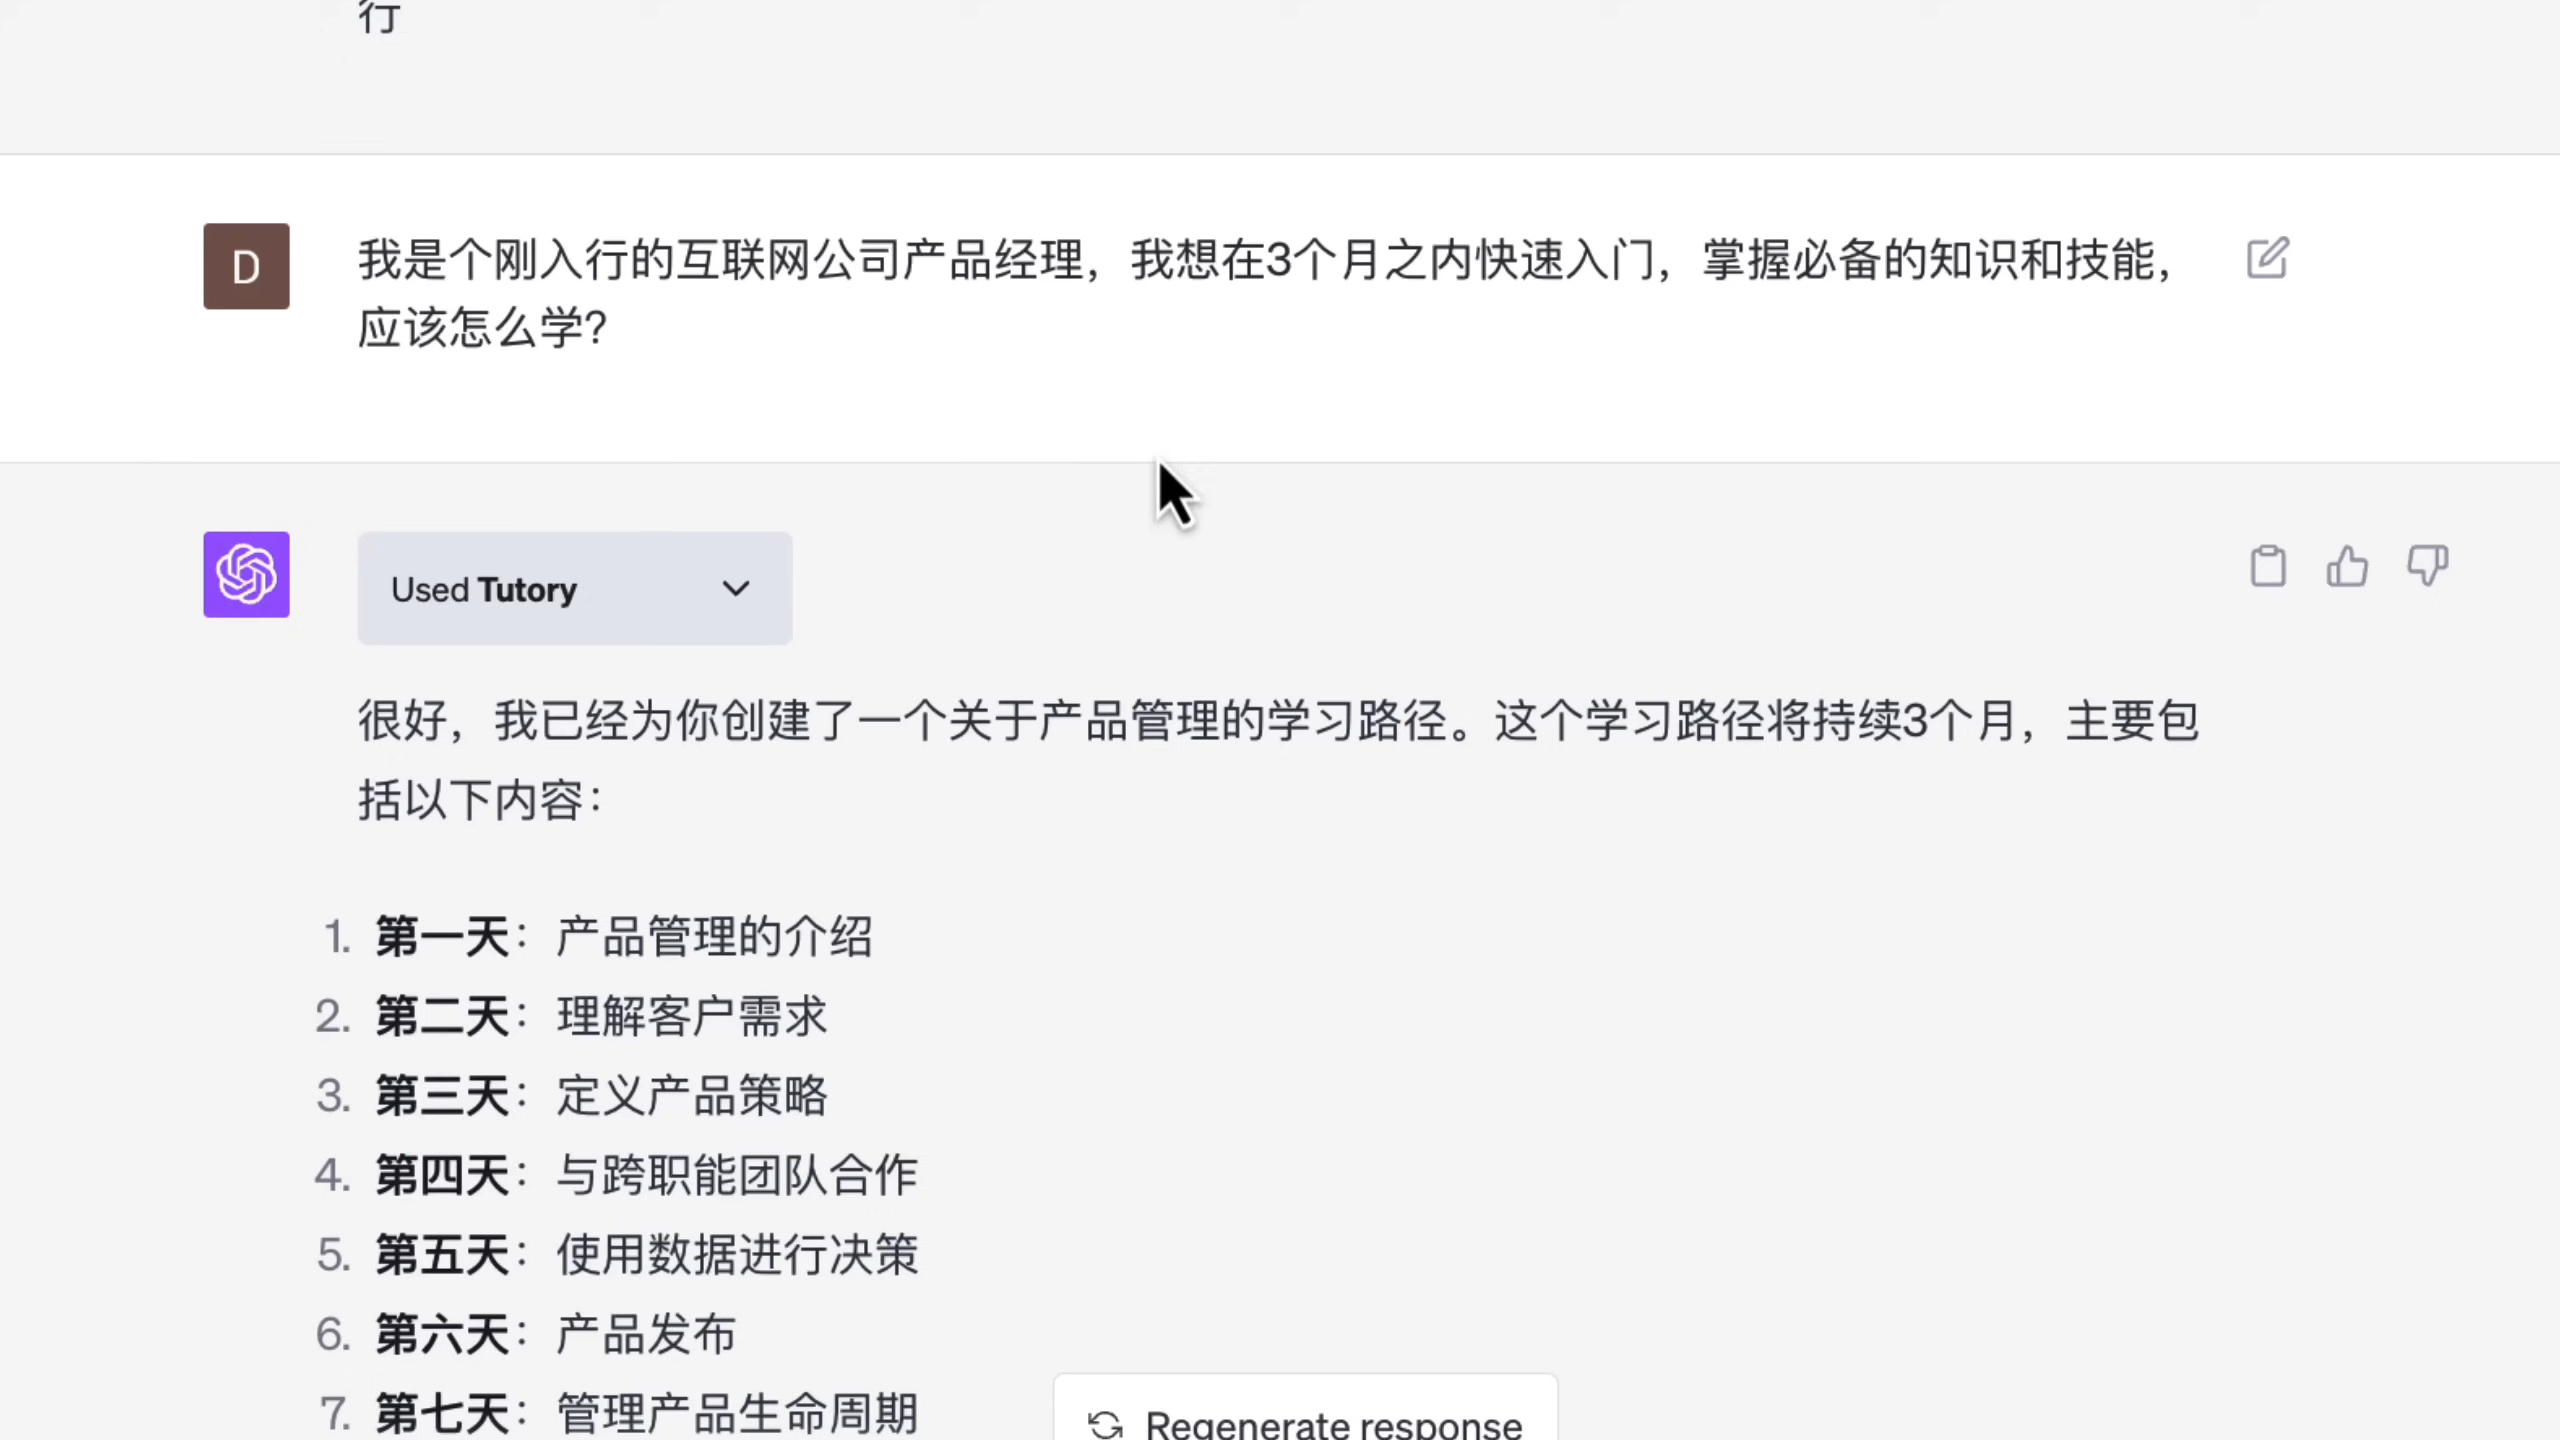 行
D
我是个刚入行的互联网公司产品经理，我想在3个月之内快速入门，掌握必备的知识和技能，
应该怎么学？
Used Tutory
很好，我已经为你创建了一个关于产品管理的学习路径。这个学习路径将持续3个月，主要包
括以下内容：
1. 第一天：产品管理的介绍
2. 第二天：理解客户需求
3. 第三天：定义产品策略
4. 第四天：与跨职能团队合作
5. 第五天：使用数据进行决策
6. 第六天：产品发布
7. 第七天：管理产品生命周期
Regenerate response